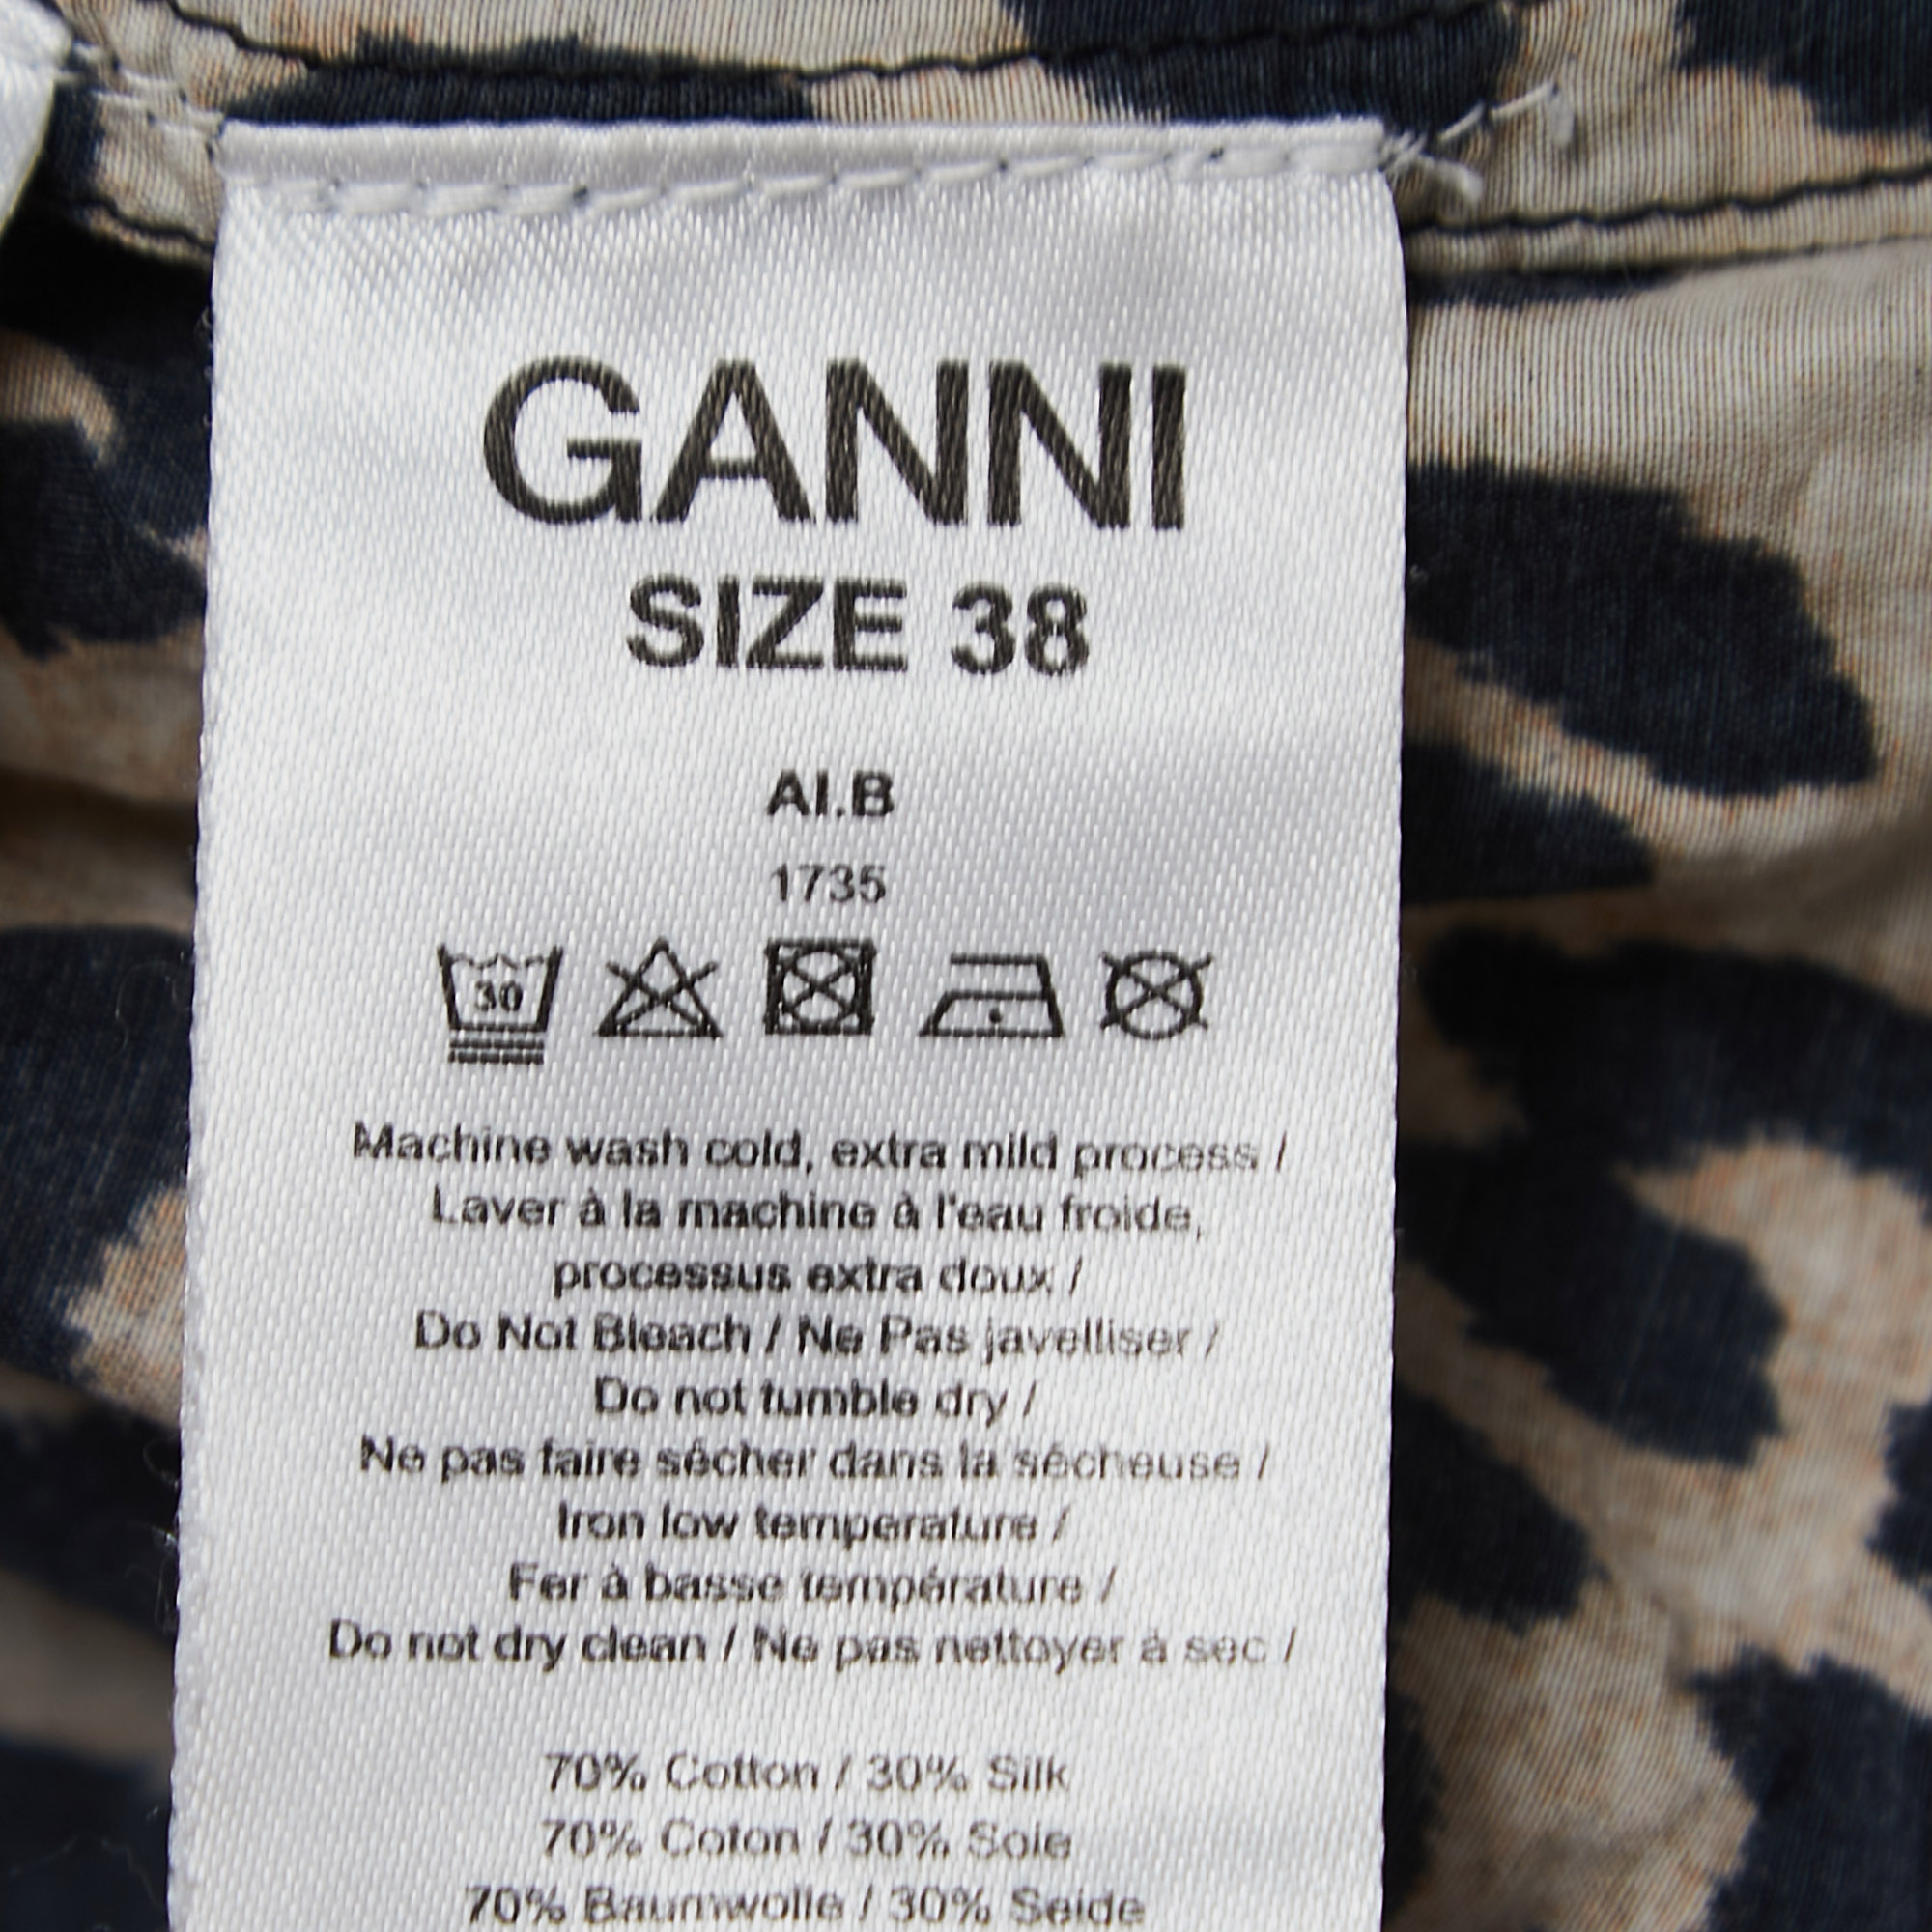 GANNI
SIZE 38
AI.B
1735
30
Machine wash cold, extra mild process /
Laver à la machine à l'eau froide,
processus extra doux /
Do Not Bleach / Ne Pas javelliser /
Do not tumble dry /
Ne pas faire sécher dans la sécheuse /
Iron low temperature /
Fer à basse température /
Do not dry clean / Ne pas nettoyer à sec /
70% Cotton / 30% Silk
70% Coton / 30% Soie
70% Baumwolle / 30% Seide